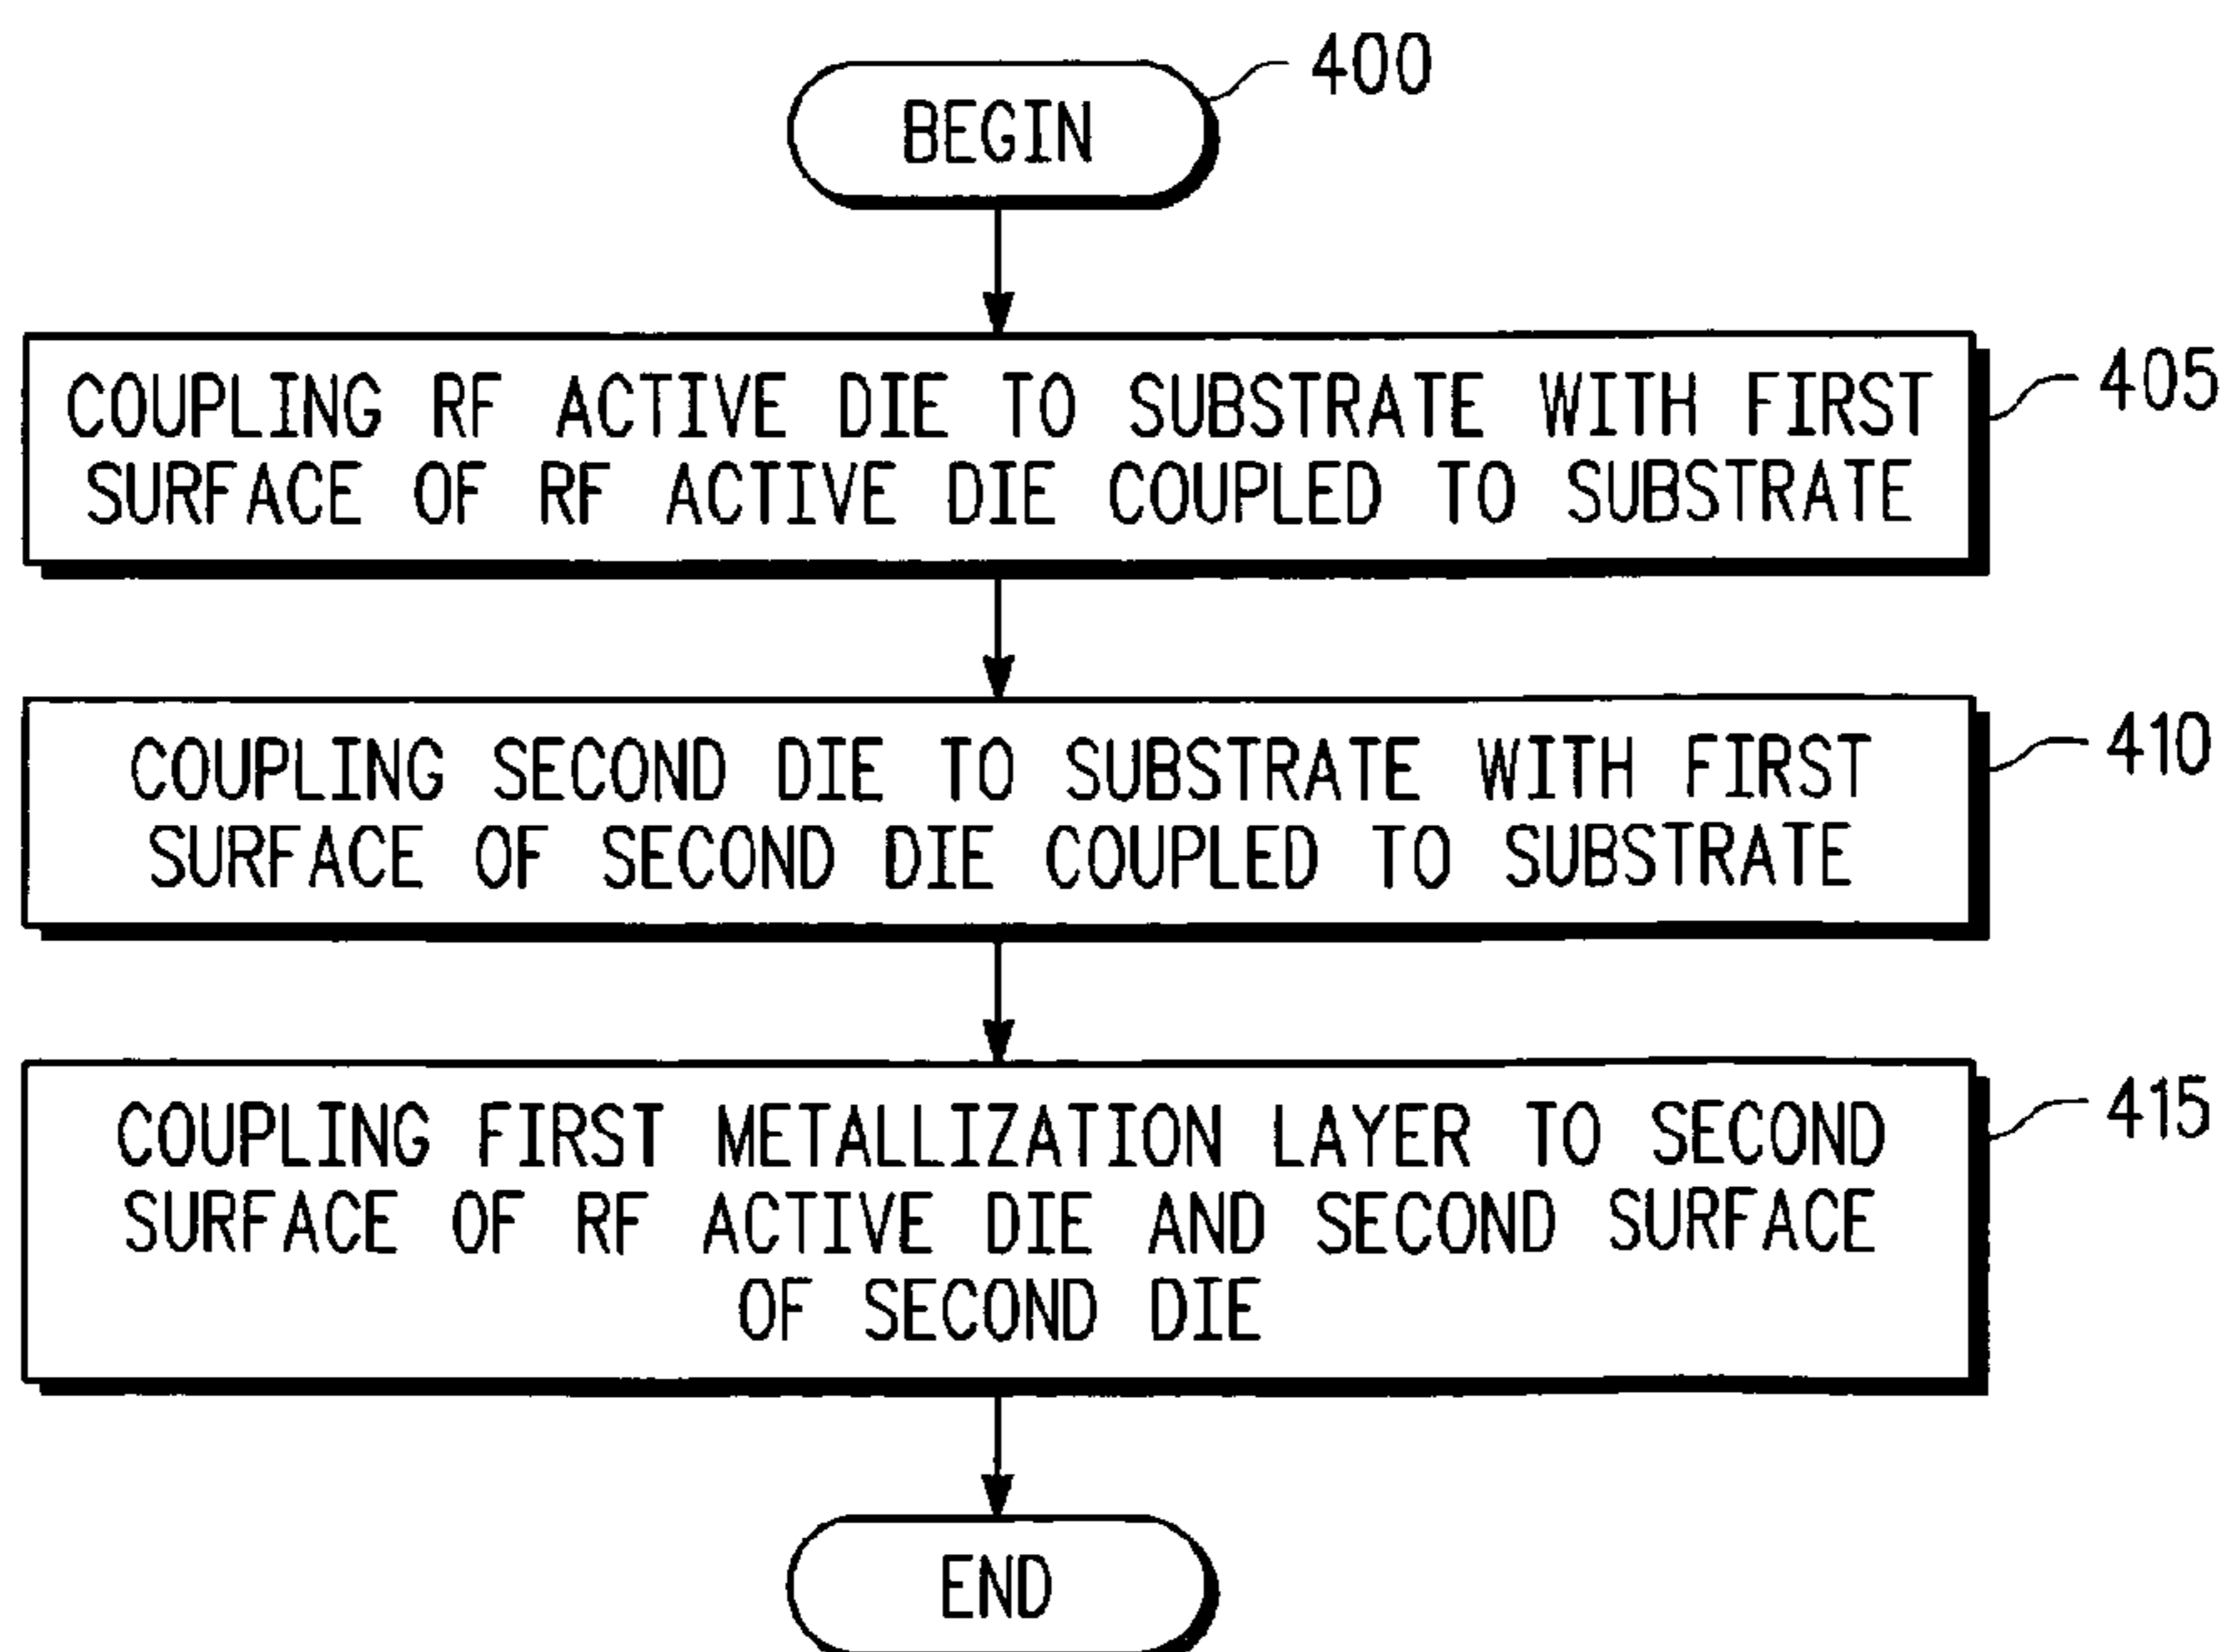 BEGIN
400
COUPLING RF ACTIVE DIE TO SUBSTRATE WITH FIRST
SURFACE OF RF ACTIVE DIE COUPLED TO SUBSTRATE
405
COUPLING SECOND DIE TO SUBSTRATE WITH FIRST
SURFACE OF SECOND DIE COUPLED TO SUBSTRATE
410
COUPLING FIRST METALLIZATION LAYER TO SECOND
SURFACE OF RF ACTIVE DIE AND SECOND SURFACE
OF SECOND DIE
415
END